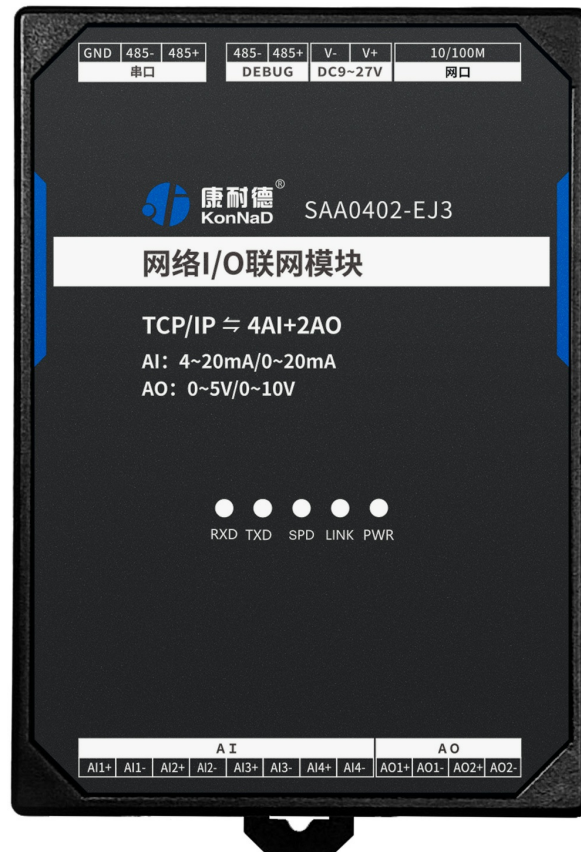 GND 485- 485+ 485- 485+ V- V+ 10/100M
串口 DEBUG DC9~27V 网口
康耐德®
KonNaD SAA0402-EJ3
网络I/O联网模块
TCP/IP ⇋ 4AI+2AO
AI：4~20mA/0~20mA
AO：0~5V/0~10V
RXD TXD SPD LINK PWR
AI AO
AI1+ AI1- AI2+ AI2- AI3+ AI3- AI4+ AI4- AO1+ AO1- AO2+ AO2-